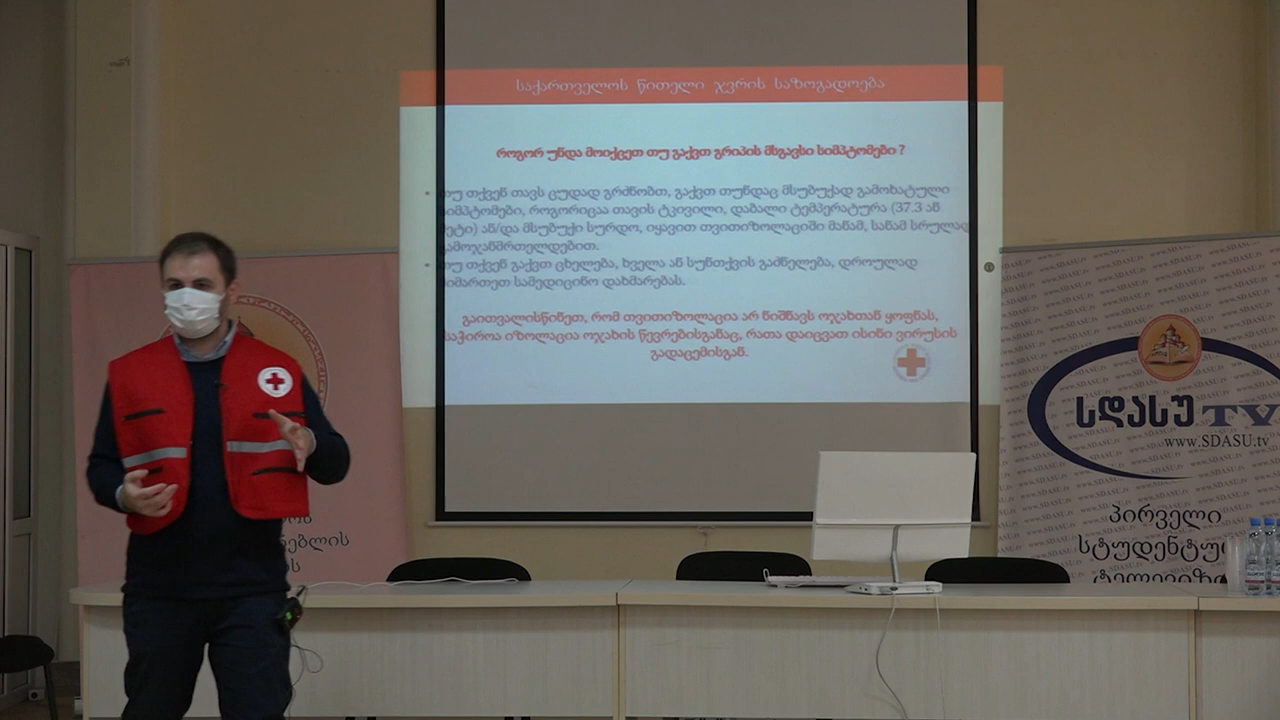 საქართველოს წითელი ჯვრის საზოგადოება
როგორ უნდა მოიქცეთ თუ გაქვთ გრიპის მსგავსი სიმპტომები ?
• თუ თქვენ თავს ცუდად გრძნობთ, გაქვთ თუნდაც მსუბუქად გამოხატული
სიმპტომები, როგორიცაა თავის ტკივილი, დაბალი ტემპერატურა (37.3 ან
მეტი) ან/და მსუბუქი სურდო, იყავით თვითიზოლაციაში მანამ, სანამ სრულად
გამოჯანმრთელდებით.
• თუ თქვენ გაქვთ ცხელება, ხველა ან სუნთქვის გაძნელება, დროულად
მიმართეთ სამედიცინო დახმარებას.
გაითვალისწინეთ, რომ თვითიზოლაცია არ ნიშნავს ოჯახთან ყოფნას,
საჭიროა იზოლაცია ოჯახის წევრებისგანაც, რათა დაიცვათ ისინი ვირუსის
გადაცემისგან.
სდასუ TV
www.SDASU.tv
პირველი
სტუდენტუ
ტელევიზი